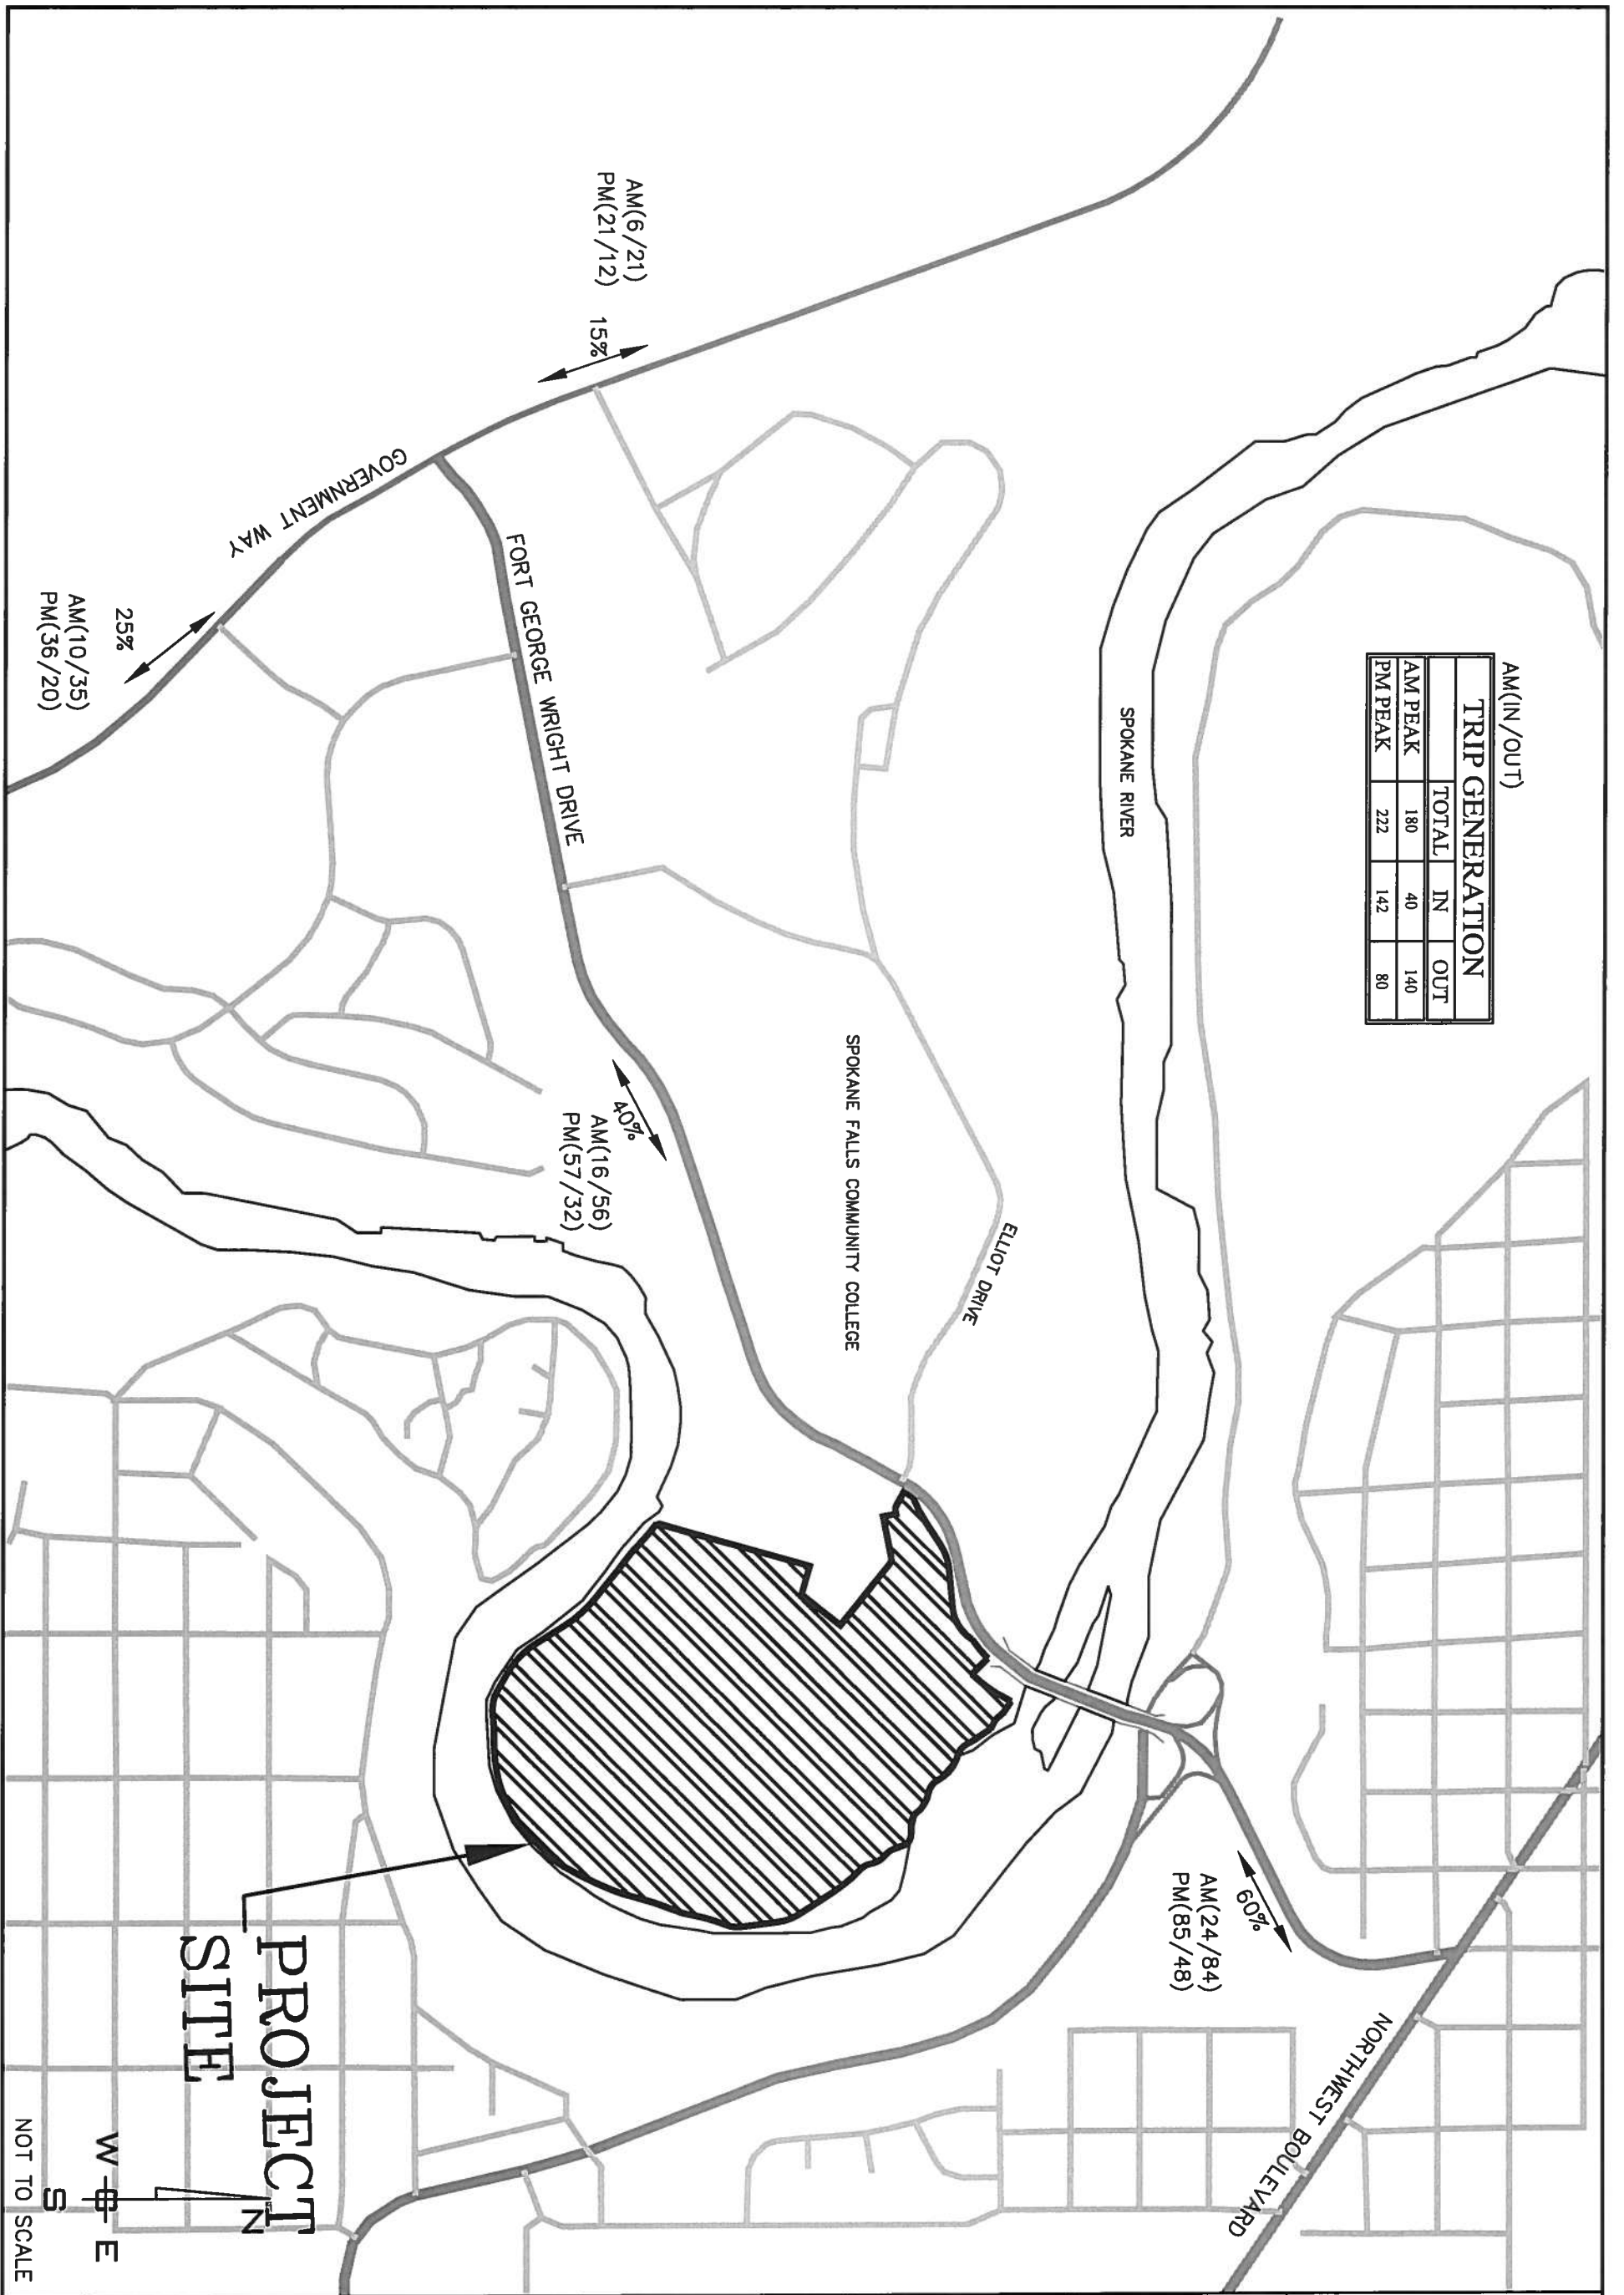 AM(IN/OUT)
TRIP GENERATION
TOTAL IN OUT
AM PEAK 180 40 140
PM PEAK 222 142 80
SPOKANE RIVER
AM(6/21)
PM(21/12)
15%
GOVERNMENT WAY
25%
AM(10/35)
PM(36/20)
FORT GEORGE WRIGHT DRIVE
SPOKANE FALLS COMMUNITY COLLEGE
ELLIOT DRIVE
40%
AM(16/56)
PM(57/32)
60%
AM(24/84)
PM(85/48)
NORTHWEST BOULEVARD
PROJECT
SITE
N
W E
S
NOT TO SCALE